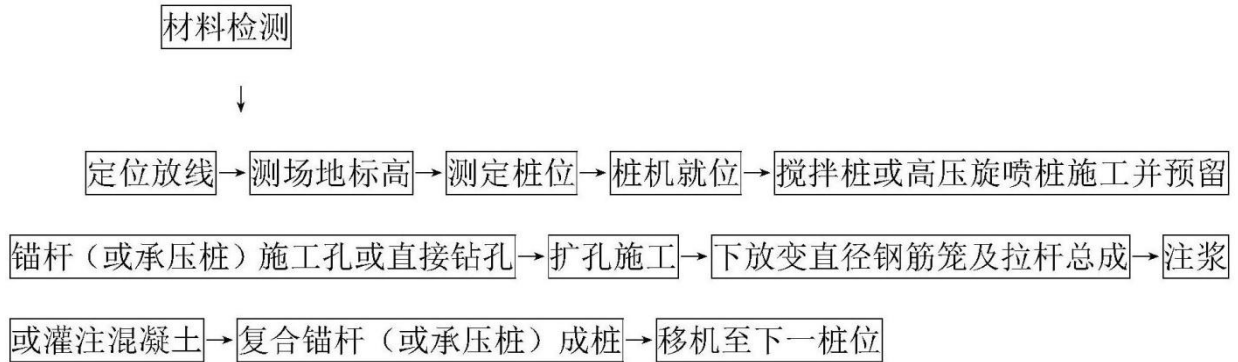 材料检测
↓
定位放线→测场地标高→测定桩位→桩机就位→搅拌桩或高压旋喷桩施工并预留
锚杆（或承压桩）施工孔或直接钻孔→扩孔施工→下放变直径钢筋笼及拉杆总成→注浆
或灌注混凝土→复合锚杆（或承压桩）成桩→移机至下一桩位